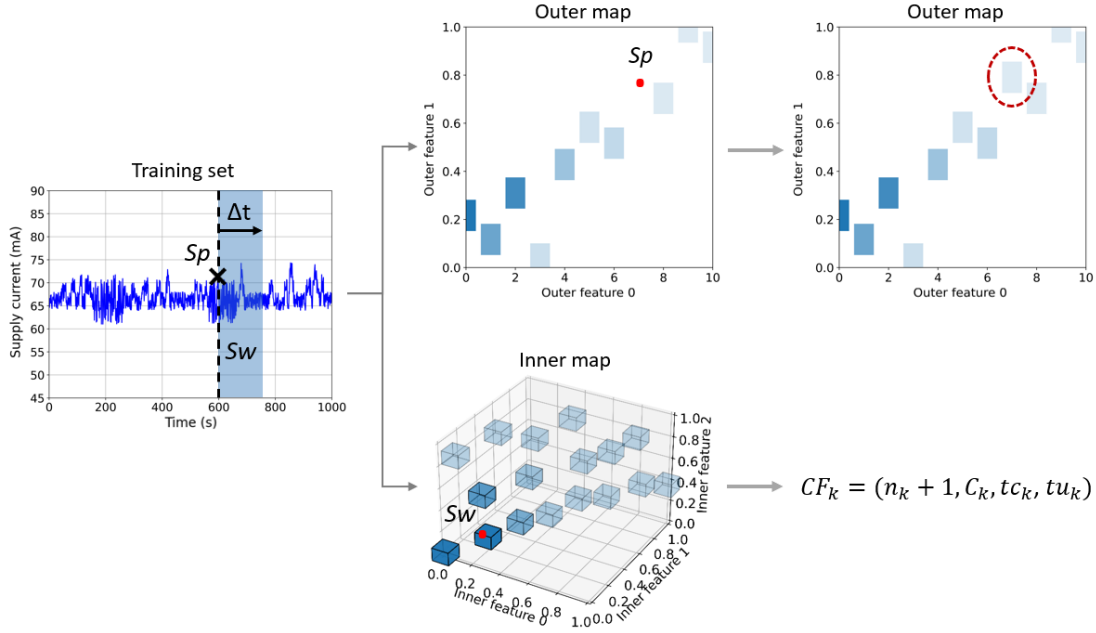 Training set
90
85
80
75
70
65
60
55
50
45
Supply current (mA)
Δt
Sp
Sw
0 200 400 600 800 1000
Time (s)
Outer map
1.0
0.8
0.6
0.4
0.2
0.0
Outer feature 1
Sp
0 2 4 6 8 10
Outer feature 0
Outer map
1.0
0.8
0.6
0.4
0.2
0.0
Outer feature 1
0 2 4 6 8 10
Outer feature 0
Inner map
Sw
0.0 0.2 0.4 0.6 0.8 1.0
Inner feature 0
0.0 0.2 0.4 0.6 0.8 1.0
Inner feature 1
1.0
0.8
0.6
0.4
0.2
0.0
Inner feature 2
CFₖ = (nₖ + 1, Cₖ, tcₖ, tuₖ)